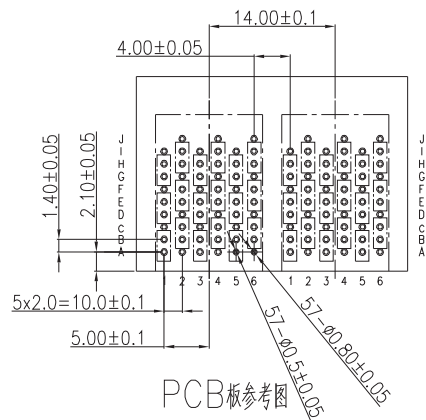 14.00±0.1
4.00±0.05
1.40±0.05
2.10±0.05
J
I
H
G
F
E
D
C
B
A
J
I
H
G
F
E
D
C
B
A
1 2 3 4 5 6 1 2 3 4 5 6
5x2.0=10.0±0.1
5.00±0.1
57-ø0.5±0.05
57-ø0.80±0.05
PCB板参考图